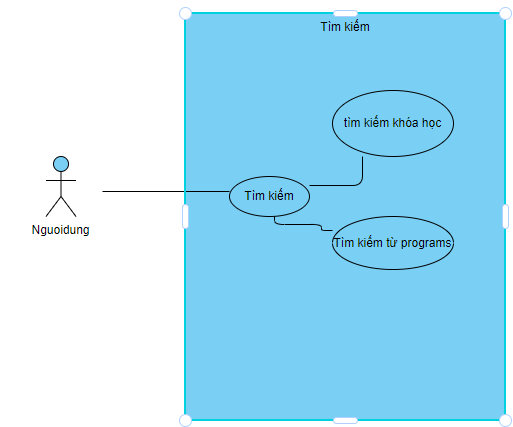 Tìm kiếm
tìm kiếm khóa học
Tìm kiếm
Nguoidung
Tìm kiếm từ programs